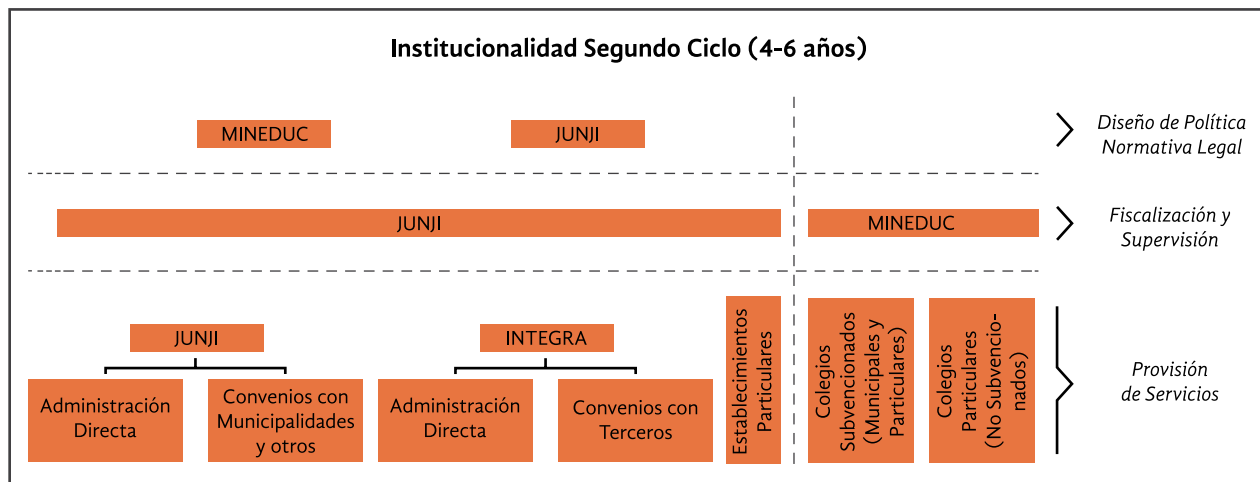 Institucionalidad Segundo Ciclo (4-6 años)
MINEDUC
JUNJI
Diseño de Política
Normativa Legal
JUNJI
MINEDUC
Fiscalización y
Supervisión
JUNJI
Administración
Directa
Convenios con
Municipalidades
y otros
INTEGRA
Administración
Directa
Convenios con
Terceros
Establecimientos
Particulares
Colegios
Subvencionados
(Municipales y
Particulares)
Colegios
Particulares
(No Subvencio-
nados)
Provisión
de Servicios